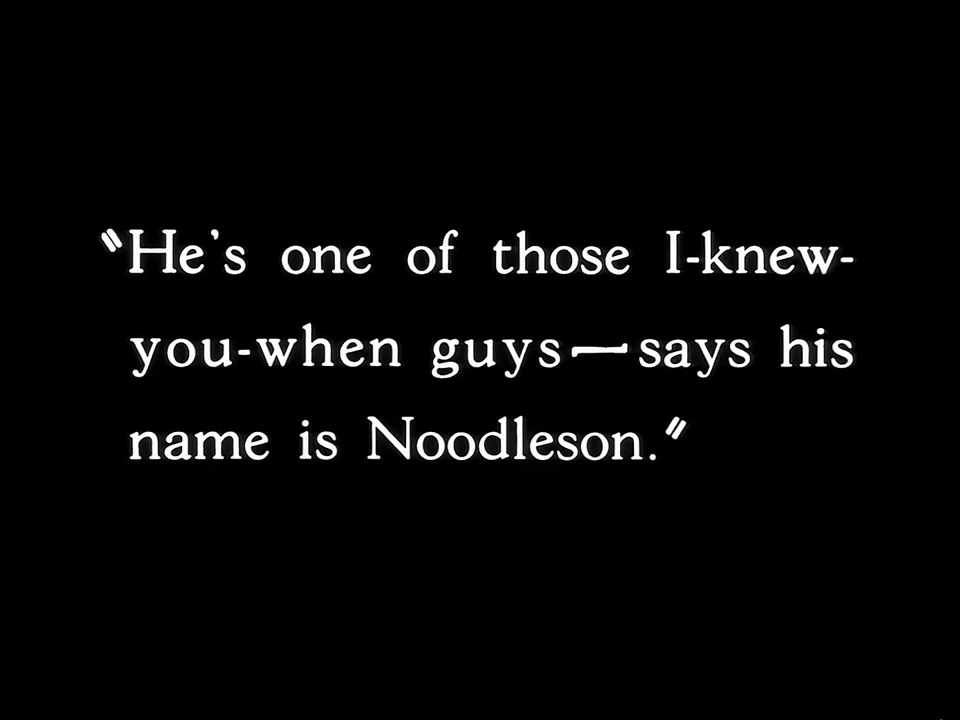 "He's one of those I-knew-
you-when guys—says his
name is Noodleson."